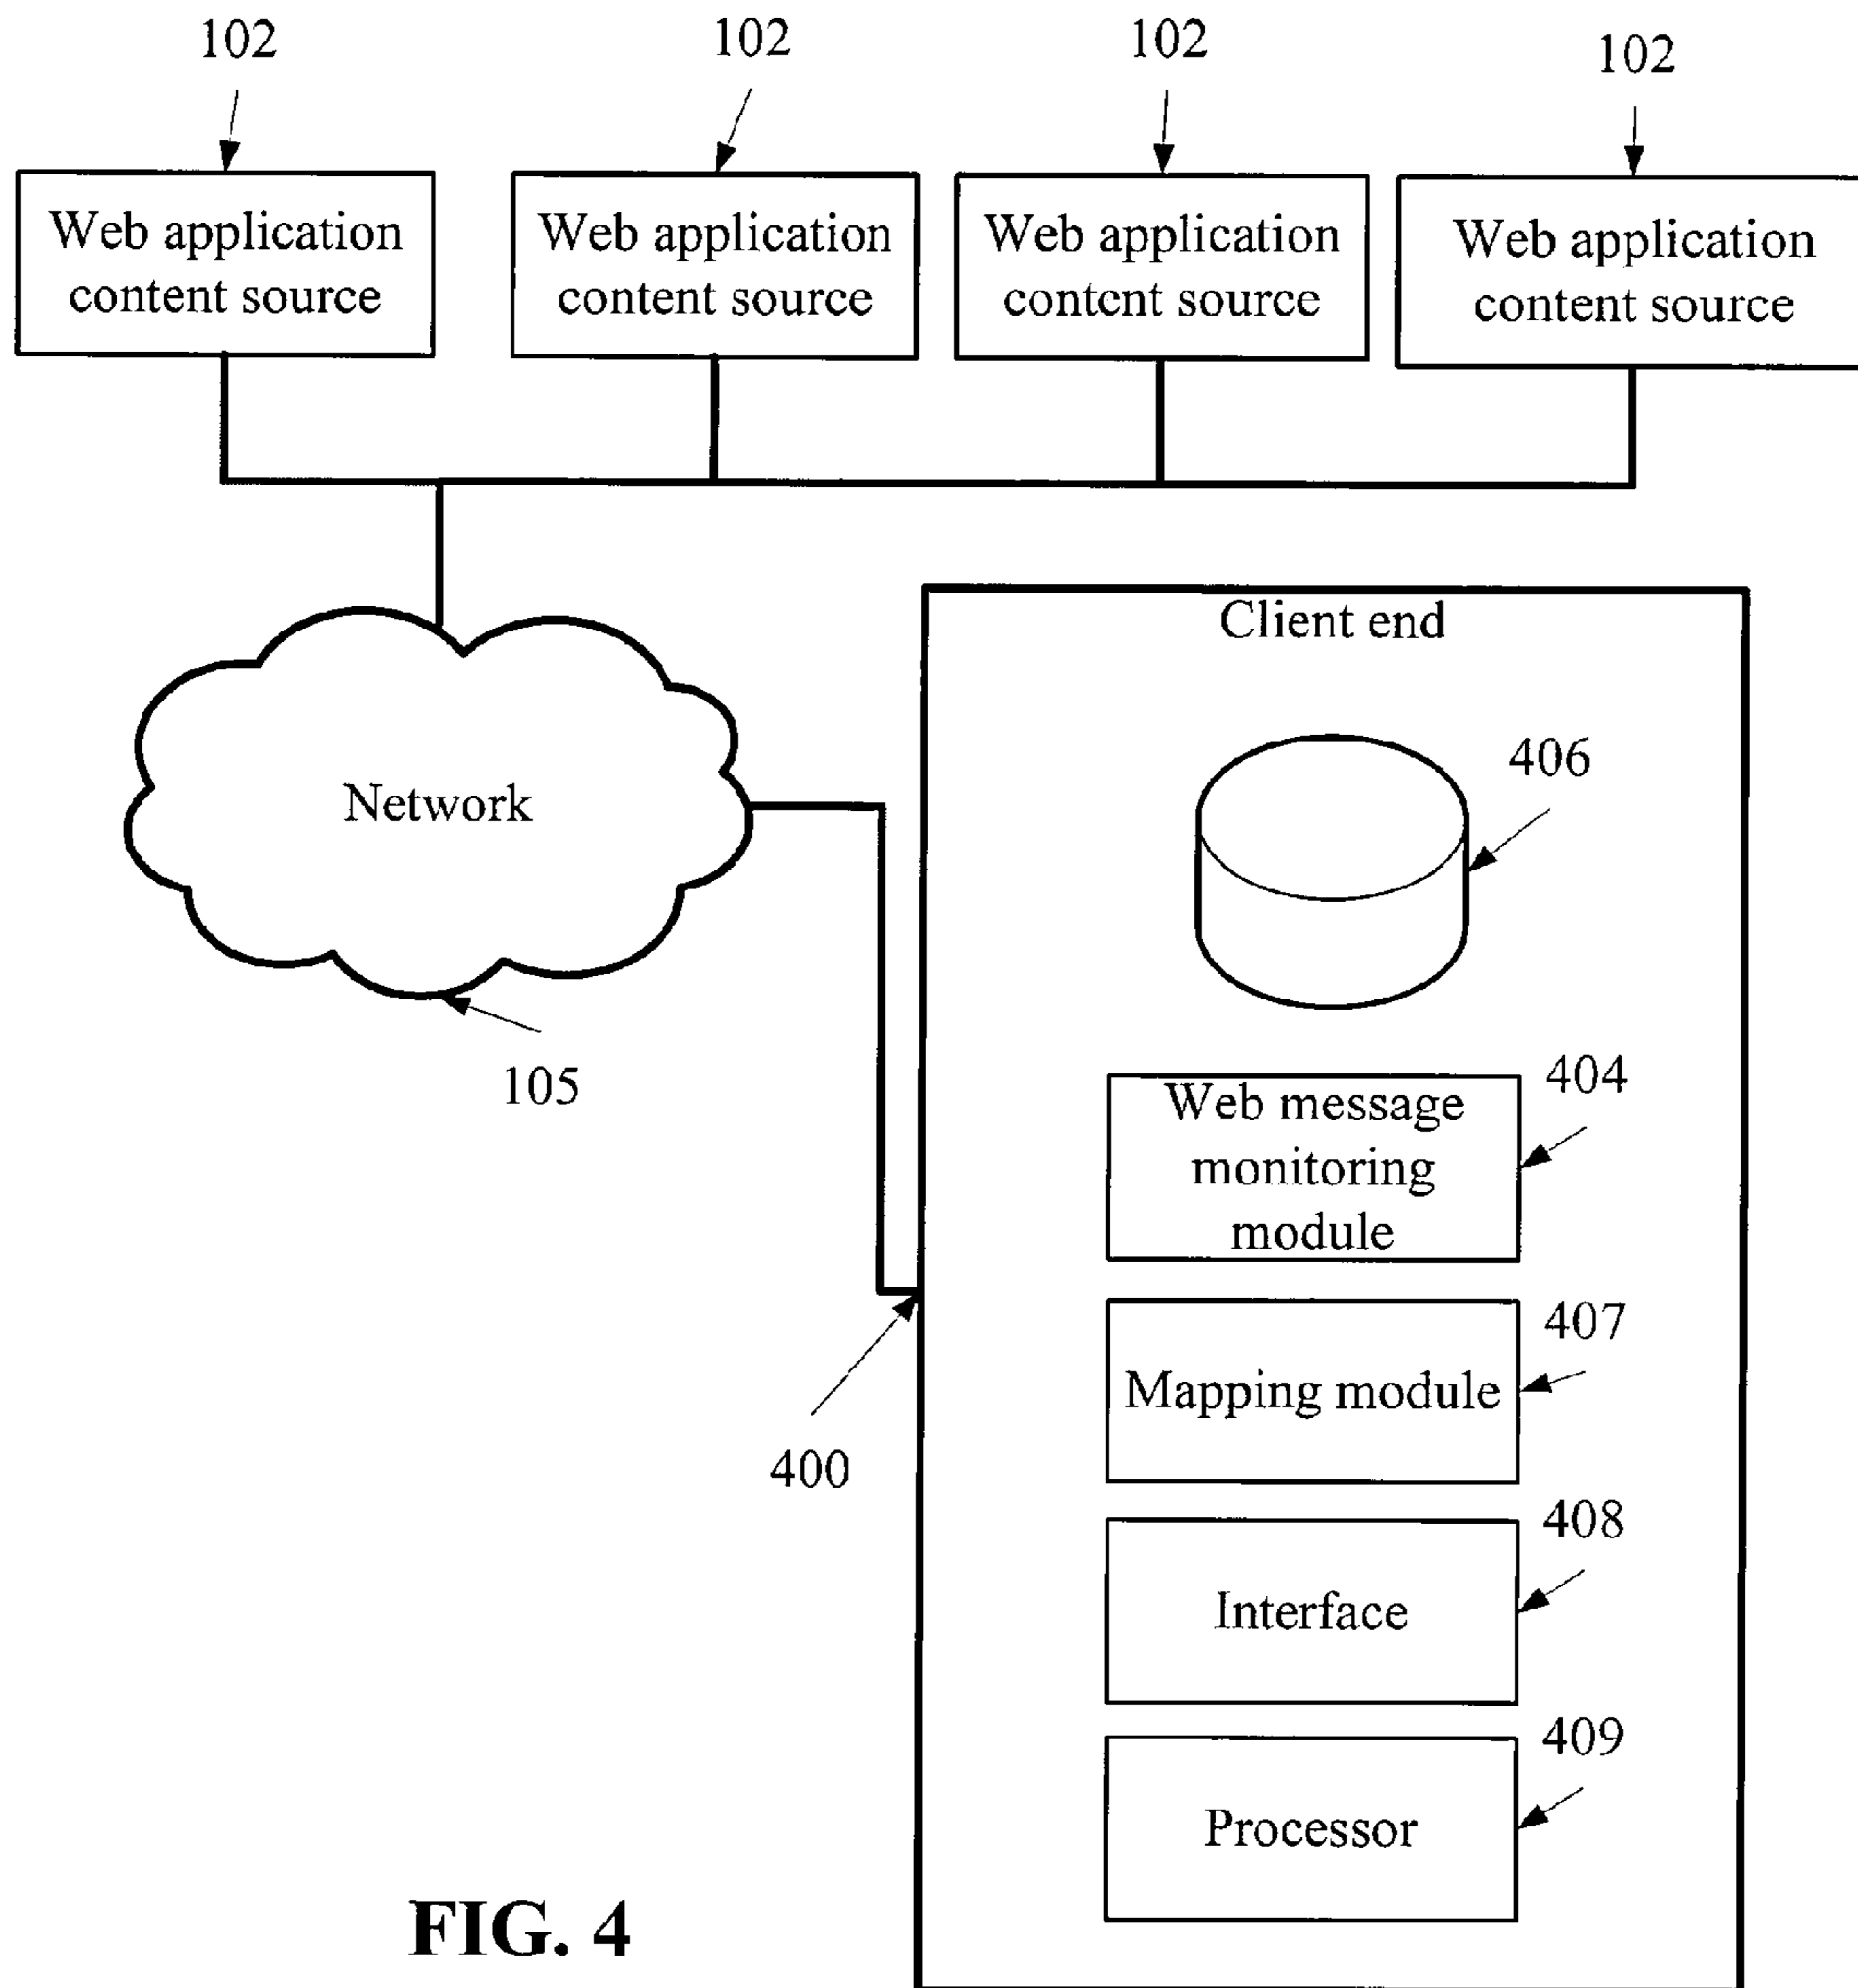 102 102 102 102
Web application Web application Web application Web application
content source content source content source content source
Client end
406
Network
404
105
Web message
monitoring
module
407
Mapping module
400
408
Interface
409
Processor
FIG. 4